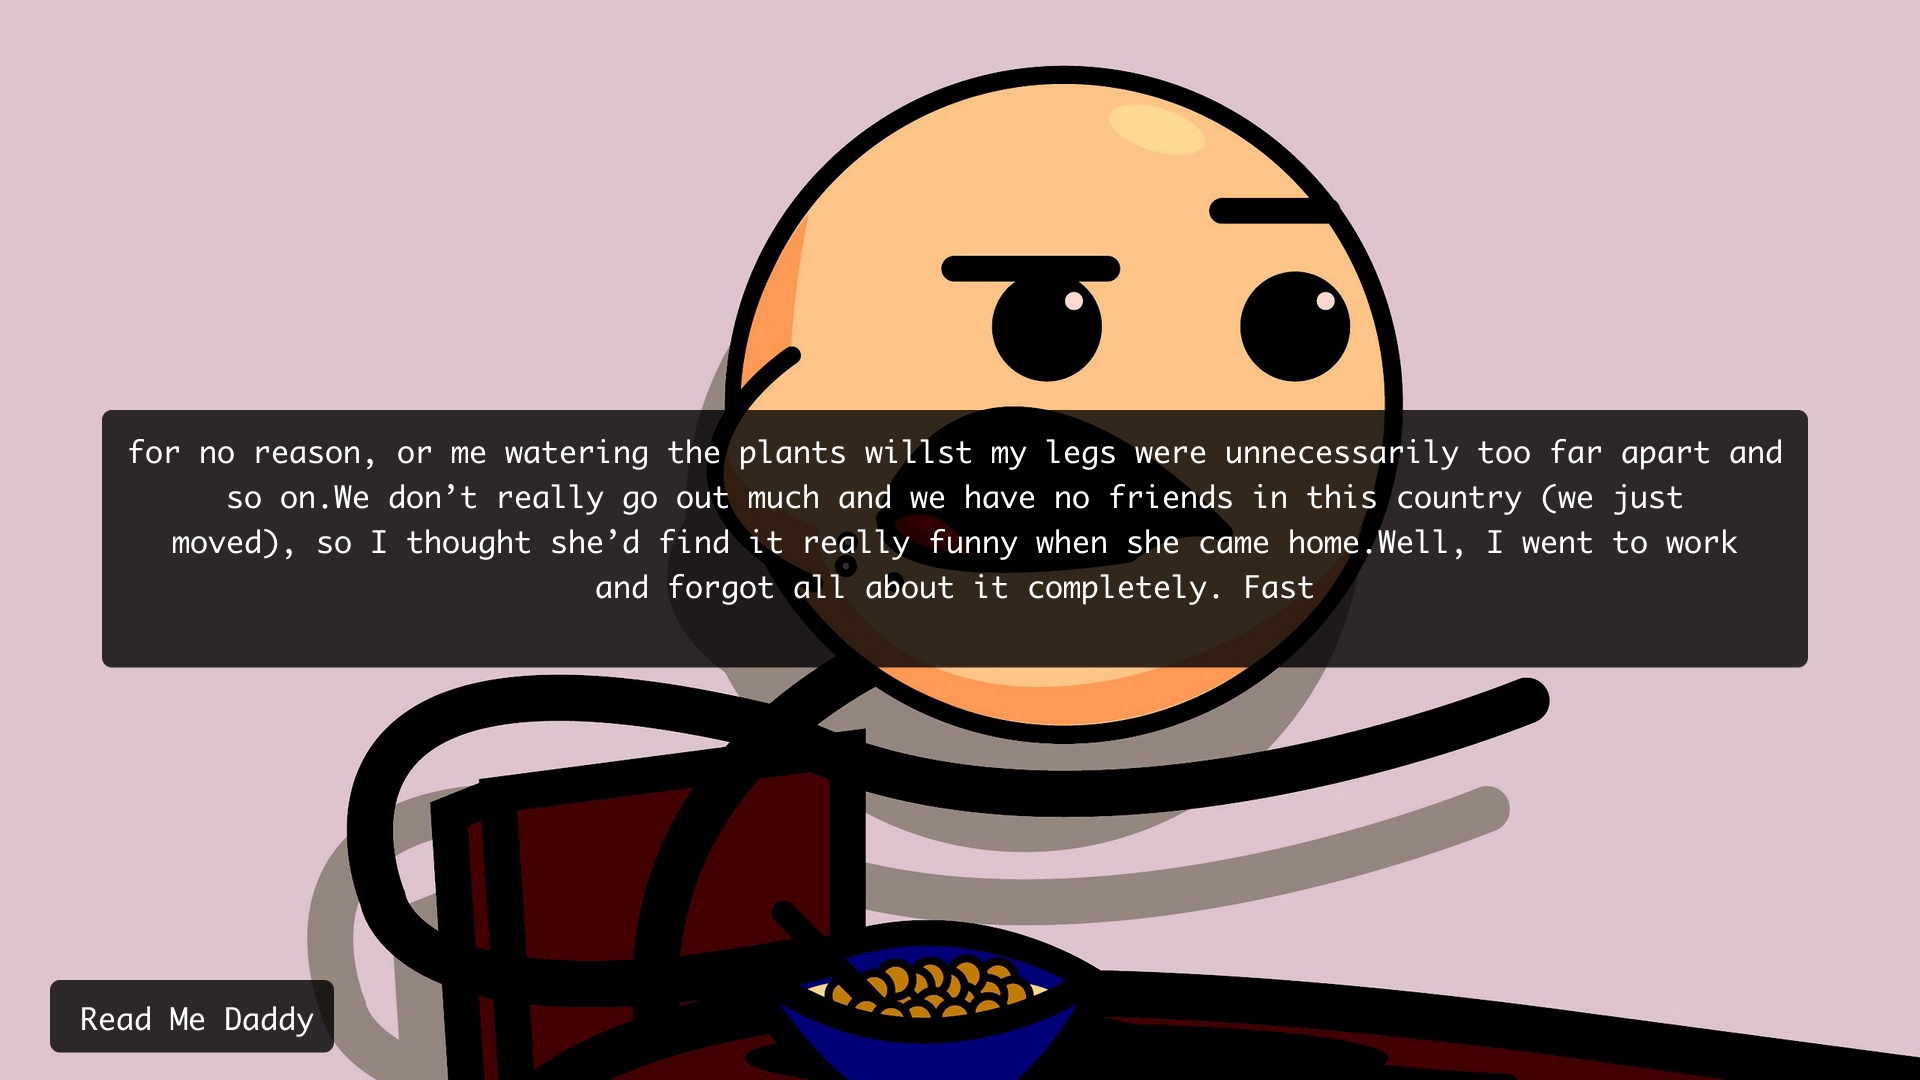 for no reason, or me watering the plants willst my legs were unnecessarily too far apart and
so on.We don’t really go out much and we have no friends in this country (we just
moved), so I thought she’d find it really funny when she came home.Well, I went to work
and forgot all about it completely. Fast
Read Me Daddy